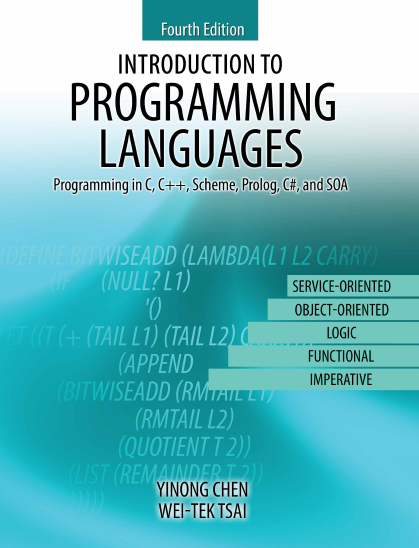 Fourth Edition
INTRODUCTION TO
PROGRAMMING
LANGUAGES
Programming in C, C++, Scheme, Prolog, C#, and SOA
(DEFINE BITWISEADD (LAMBDA(L1 L2 CARRY)
(IF (NULL? L1)
SERVICE-ORIENTED
'()
OBJECT-ORIENTED
LET ((T (+ (TAIL L1) (TAIL L2)
LOGIC
(APPEND
FUNCTIONAL
(BITWISEADD (RMTAIL L1)
IMPERATIVE
(RMTAIL L2)
(QUOTIENT T 2))
(LIST (REMAINDER T 2))
)))))
YINONG CHEN
WEI-TEK TSAI